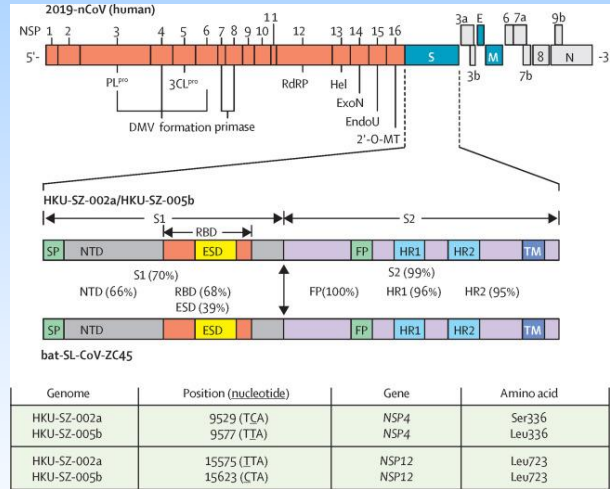 2019-nCoV (human)
NSP 1 2 3 4 5 6 7 8 9 10 11 12 13 14 15 16
3a E 6 7a 9b
5'- S M 8 N -3
3b 7b
PLpro 3CLpro RdRP Hel
ExoN
DMV formation primase
EndoU
2'-O-MT
HKU-SZ-002a/HKU-SZ-005b
S1 S2
RBD
SP NTD ESD FP HR1 HR2 TM
S1 (70%) S2 (99%)
NTD (66%) RBD (68%) FP(100%) HR1 (96%) HR2 (95%)
ESD (39%)
SP NTD ESD FP HR1 HR2 TM
bat-SL-CoV-ZC45
Genome Position (nucleotide) Gene Amino acid
HKU-SZ-002a 9529 (TCA) NSP4 Ser336
HKU-SZ-005b 9577 (TTA) NSP4 Leu336
HKU-SZ-002a 15575 (TTA) NSP12 Leu723
HKU-SZ-005b 15623 (CTA) NSP12 Leu723